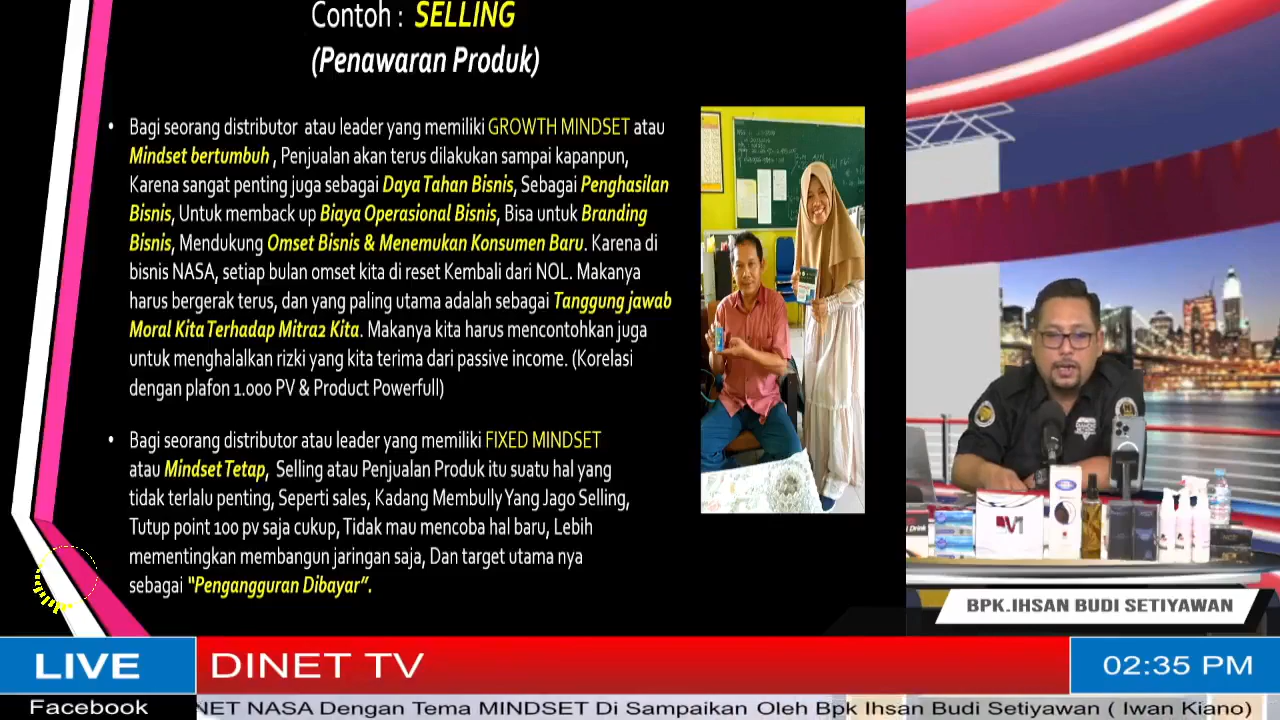 Contoh : SELLING
(Penawaran Produk)
• Bagi seorang distributor atau leader yang memiliki GROWTH MINDSET atau
Mindset bertumbuh , Penjualan akan terus dilakukan sampai kapanpun,
Karena sangat penting juga sebagai Daya Tahan Bisnis, Sebagai Penghasilan
Bisnis, Untuk memback up Biaya Operasional Bisnis, Bisa untuk Branding
Bisnis, Mendukung Omset Bisnis & Menemukan Konsumen Baru. Karena di
bisnis NASA, setiap bulan omset kita di reset Kembali dari NOL. Makanya
harus bergerak terus, dan yang paling utama adalah sebagai Tanggung jawab
Moral Kita Terhadap Mitra2 Kita. Makanya kita harus mencontohkan juga
untuk menghalalkan rizki yang kita terima dari passive income. (Korelasi
dengan plafon 1.000 PV & Product Powerfull)
• Bagi seorang distributor atau leader yang memiliki FIXED MINDSET
atau Mindset Tetap, Selling atau Penjualan Produk itu suatu hal yang
tidak terlalu penting, Seperti sales, Kadang Membully Yang Jago Selling,
Tutup point 100 pv saja cukup, Tidak mau mencoba hal baru, Lebih
mementingkan membangun jaringan saja, Dan target utama nya
sebagai “Pengangguran Dibayar”.
V1
BPK.IHSAN BUDI SETIYAWAN
LIVE
DINET TV
02:35 PM
Facebook
NET NASA Dengan Tema MINDSET Di Sampaikan Oleh Bpk Ihsan Budi Setiyawan ( Iwan Kiano)